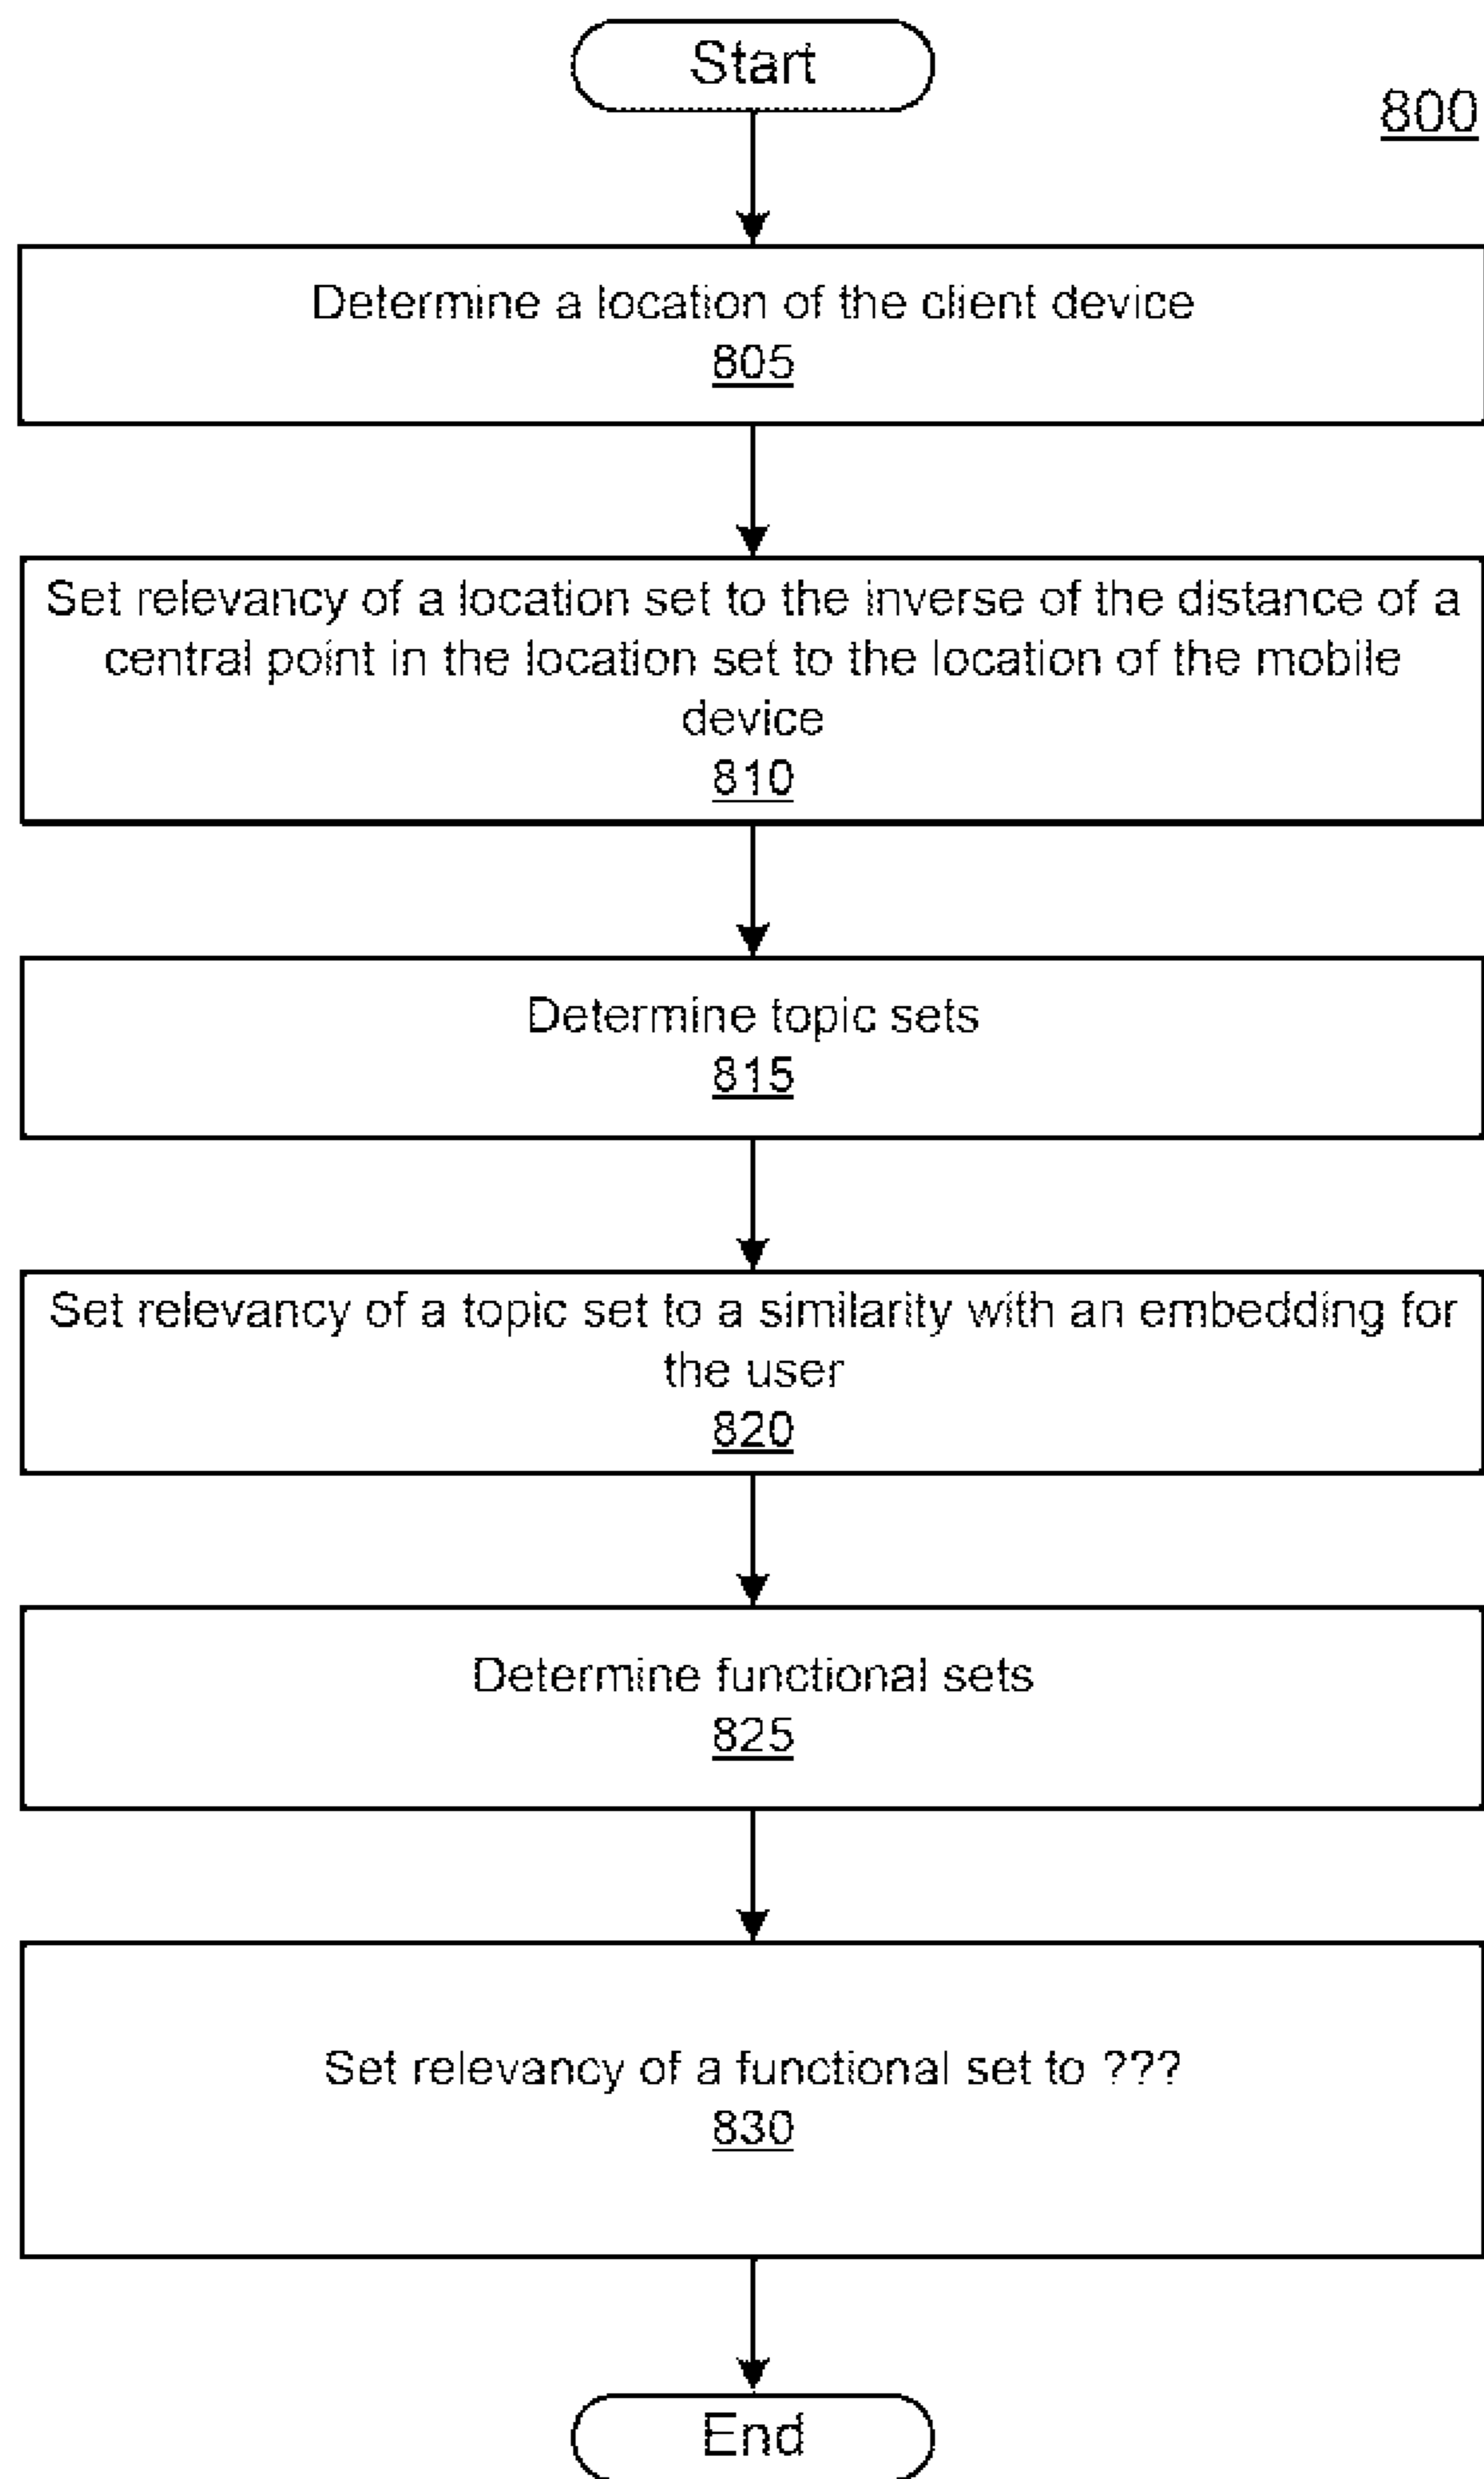 Start
800
Determine a location of the client device
805
Set relevancy of a location set to the inverse of the distance of a
central point in the location set to the location of the mobile
device
810
Determine topic sets
815
Set relevancy of a topic set to a similarity with an embedding for
the user
820
Determine functional sets
825
Set relevancy of a functional set to ???
830
End